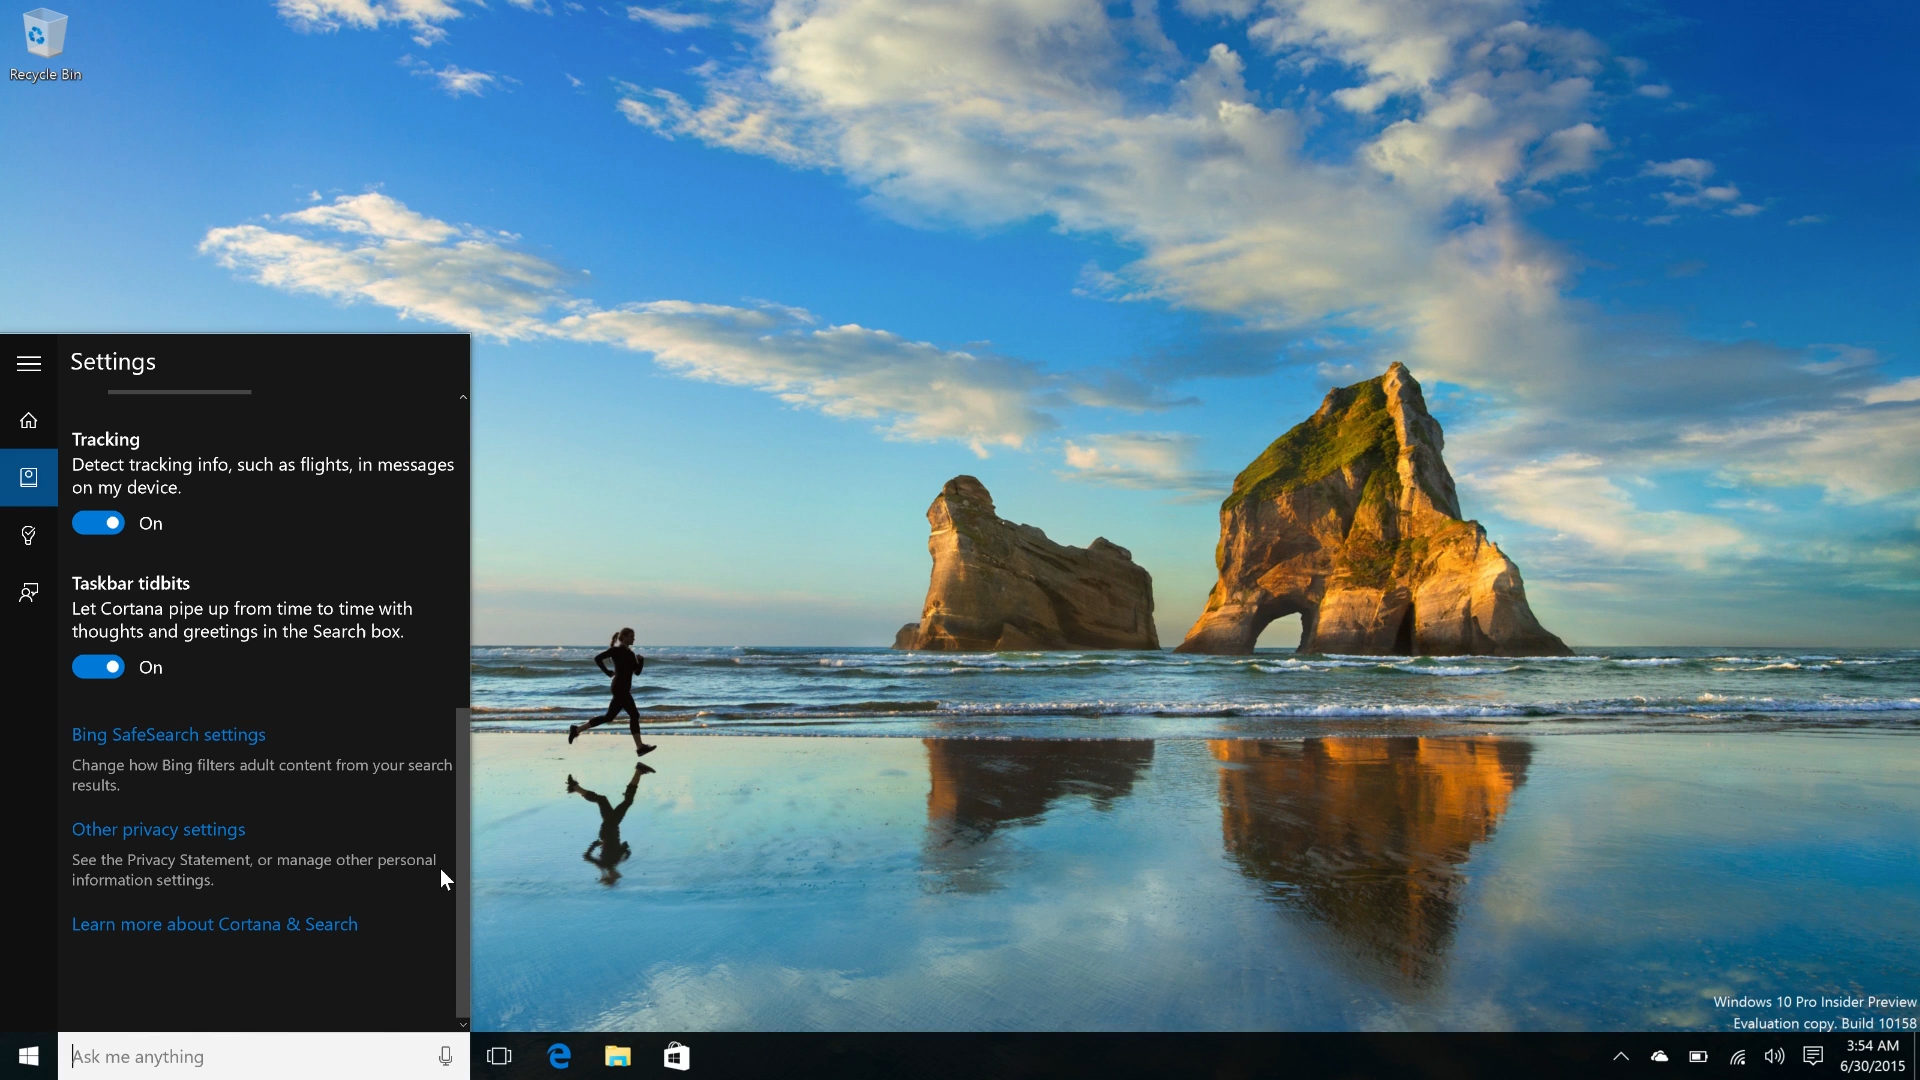 Recycle Bin
Settings
Tracking
Detect tracking info, such as flights, in messages
on my device.
On
Taskbar tidbits
Let Cortana pipe up from time to time with
thoughts and greetings in the Search box.
On
Bing SafeSearch settings
Change how Bing filters adult content from your search
results.
Other privacy settings
See the Privacy Statement, or manage other personal
information settings.
Learn more about Cortana & Search
Windows 10 Pro Insider Preview
Evaluation copy. Build 10158
Ask me anything
3:54 AM
6/30/2015